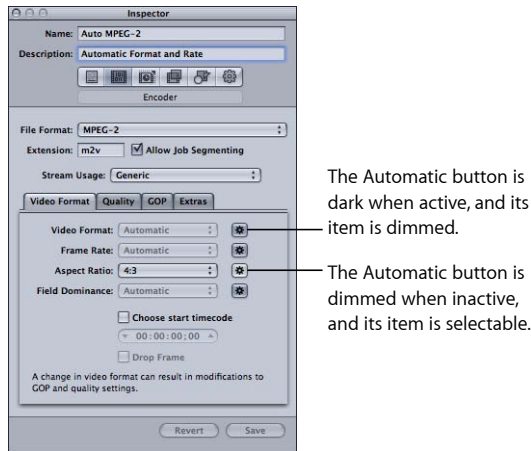 Inspector
Name: Auto MPEG-2
Description: Automatic Format and Rate
Encoder
File Format: MPEG-2
Extension: m2v Allow Job Segmenting
Stream Usage: Generic
Video Format Quality GOP Extras
Video Format: Automatic
Frame Rate: Automatic
Aspect Ratio: 4:3
Field Dominance: Automatic
Choose start timecode
00:00:00;00
Drop Frame
A change in video format can result in modifications to
GOP and quality settings.
Revert Save
The Automatic button is
dark when active, and its
item is dimmed.
The Automatic button is
dimmed when inactive,
and its item is selectable.